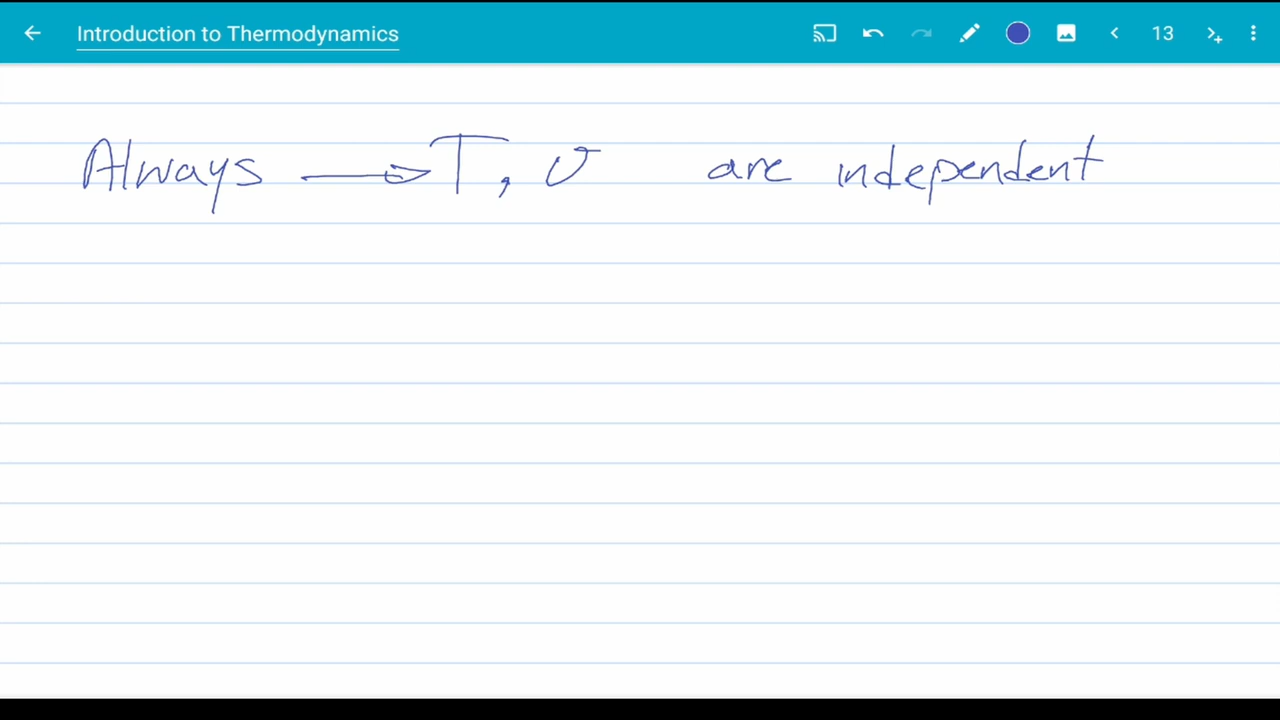 Introduction to Thermodynamics 13
Always → T, v are independent